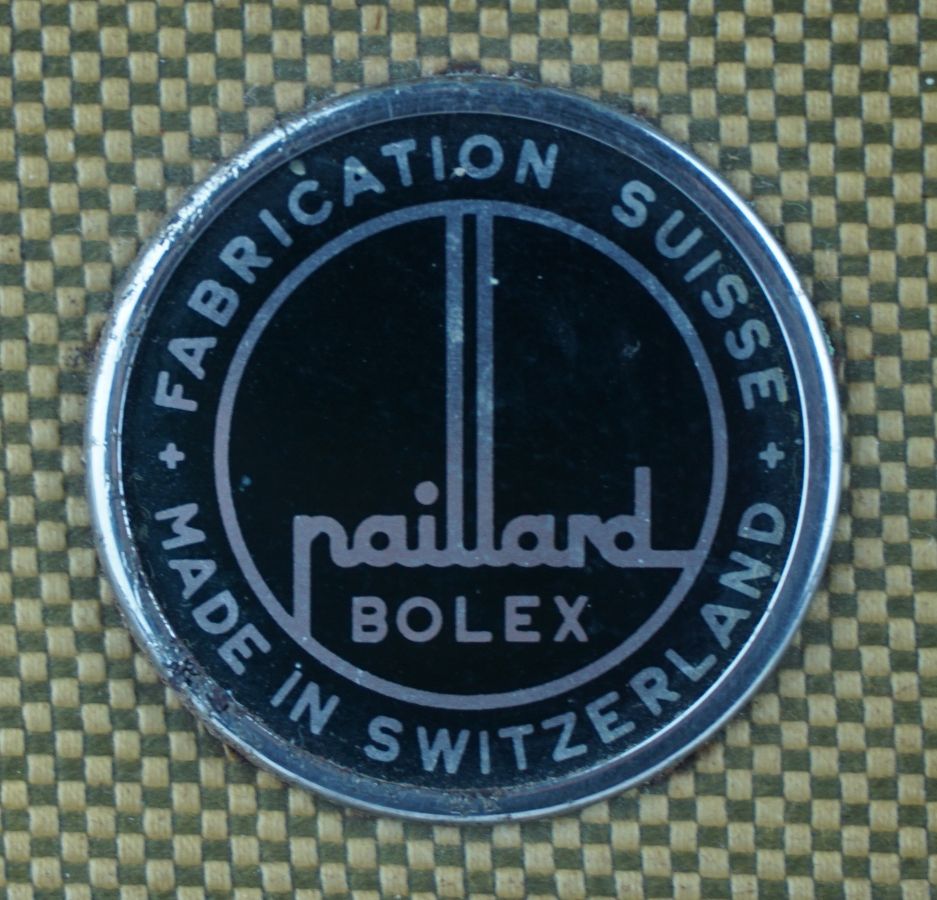 FABRICATION SUISSE
paillard
BOLEX
+ MADE IN SWITZERLAND +